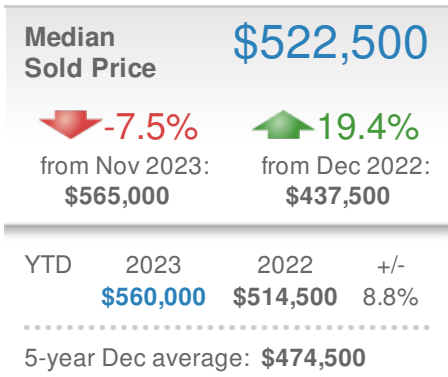 Median $522,500
Sold Price
-7.5% 19.4%
from Nov 2023: from Dec 2022:
$565,000 $437,500
YTD 2023 2022 +/-
$560,000 $514,500 8.8%
5-year Dec average: $474,500